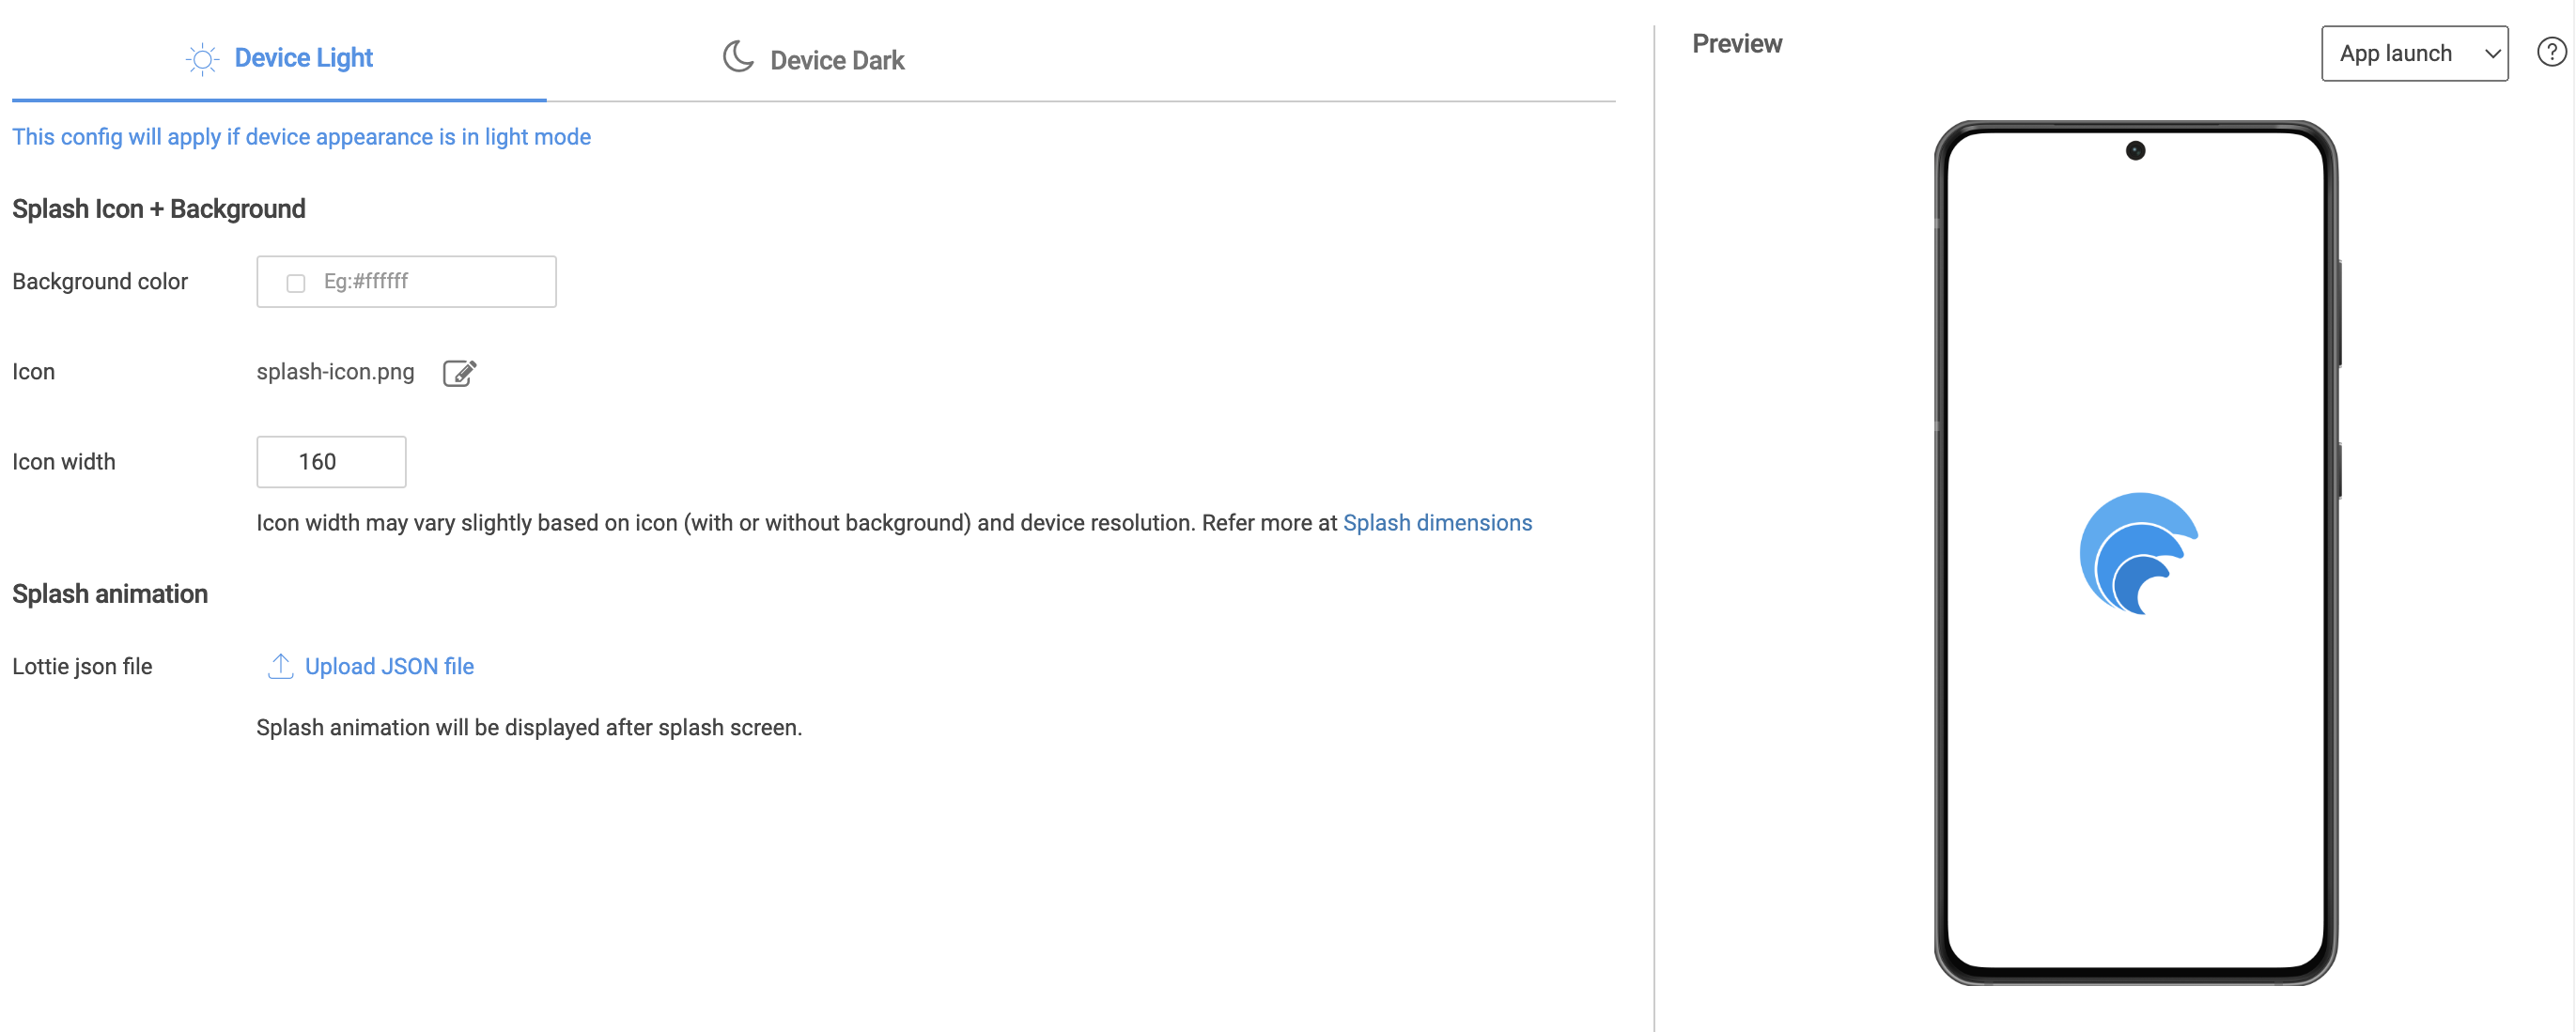 Device Light
Device Dark
This config will apply if device appearance is in light mode
Splash Icon + Background
Background color
Eg:#ffffff
Icon
splash-icon.png
Icon width
160
Icon width may vary slightly based on icon (with or without background) and device resolution. Refer more at Splash dimensions
Splash animation
Lottie json file
Upload JSON file
Splash animation will be displayed after splash screen.
Preview
App launch
?